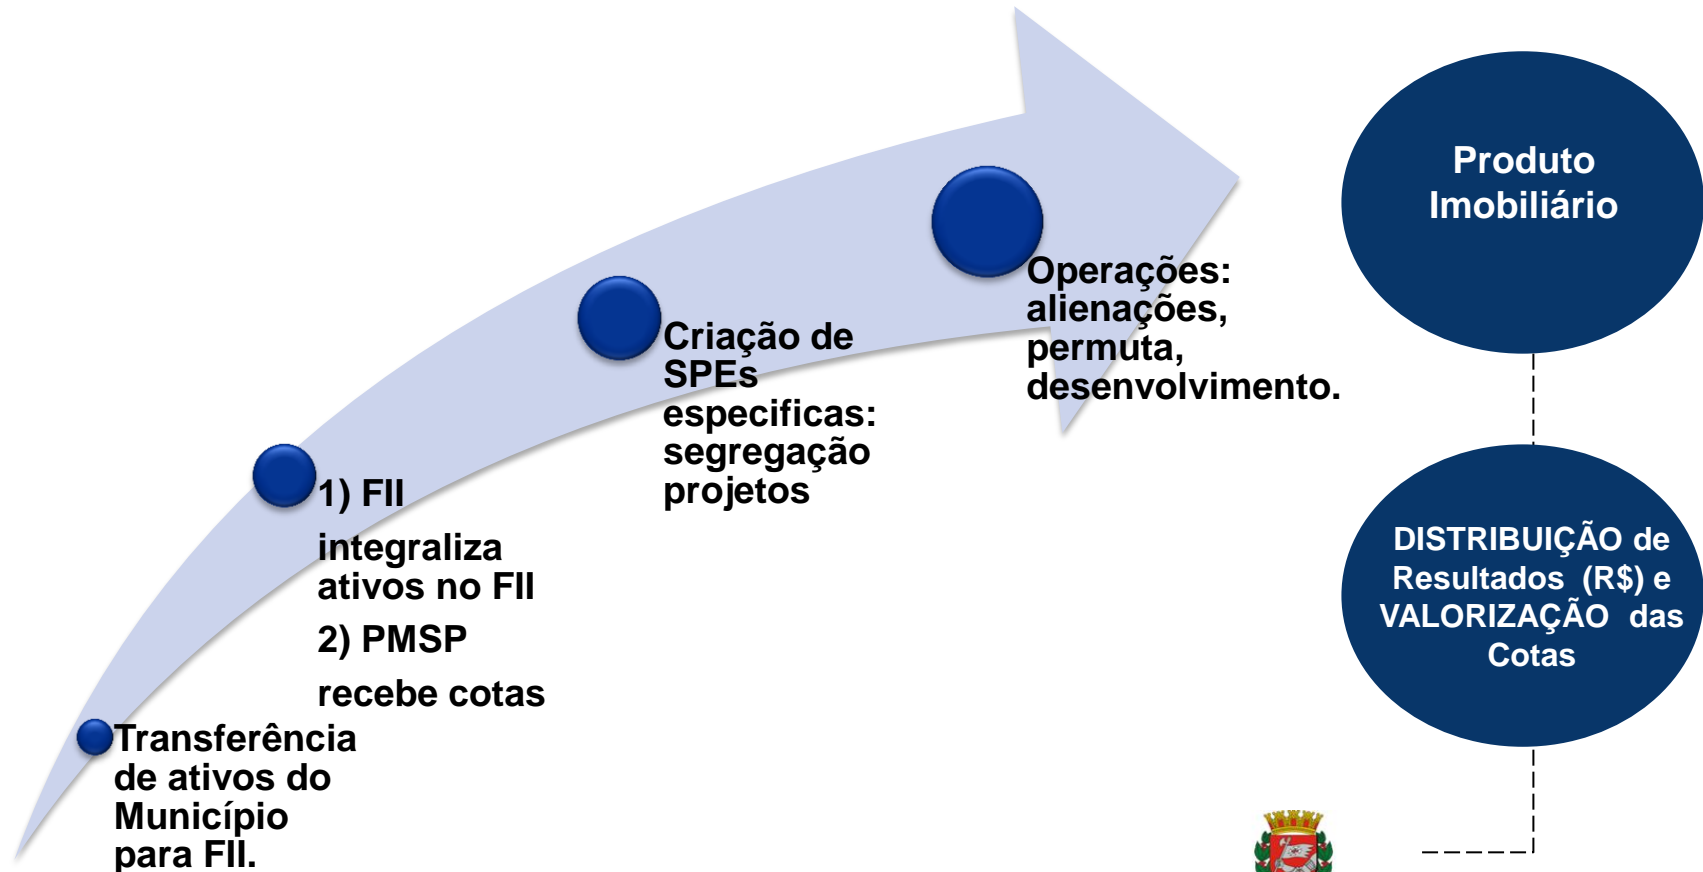 Transferência
de ativos do
Município
para FII.
1) FII
integraliza
ativos no FII
2) PMSP
recebe cotas
Criação de
SPEs
especificas:
segregação
projetos
Operações:
alienações,
permuta,
desenvolvimento.
Produto
Imobiliário
DISTRIBUIÇÃO de
Resultados (R$) e
VALORIZAÇÃO das
Cotas